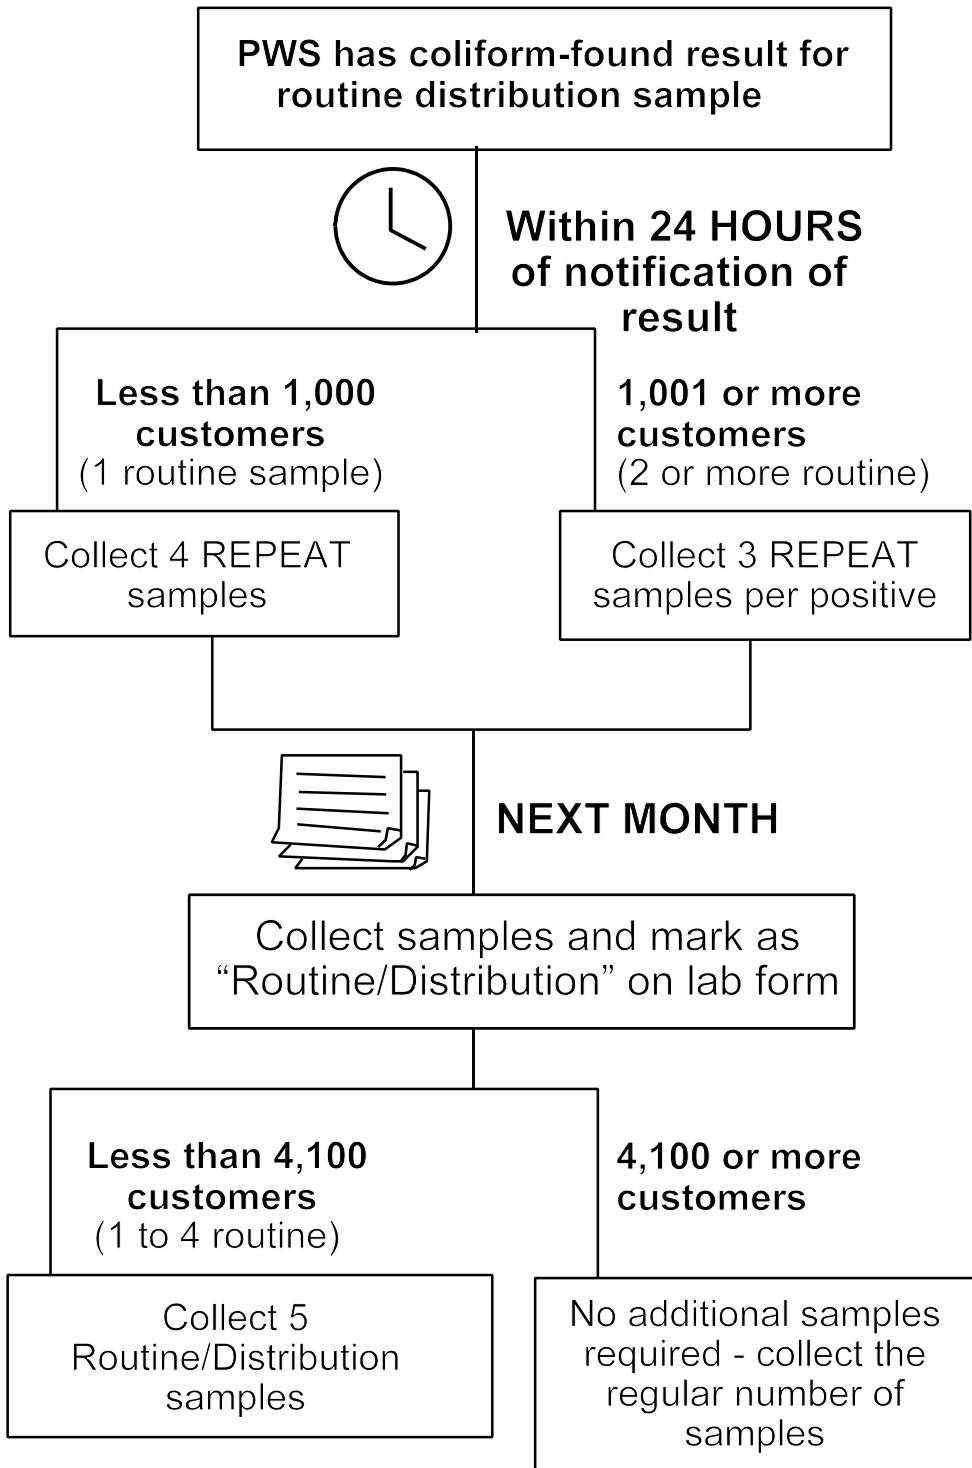 PWS has coliform-found result for
routine distribution sample
Within 24 HOURS
of notification of
result
Less than 1,000
customers
(1 routine sample)
1,001 or more
customers
(2 or more routine)
Collect 4 REPEAT
samples
Collect 3 REPEAT
samples per positive
NEXT MONTH
Collect samples and mark as
“Routine/Distribution” on lab form
Less than 4,100
customers
(1 to 4 routine)
4,100 or more
customers
Collect 5
Routine/Distribution
samples
No additional samples
required - collect the
regular number of
samples